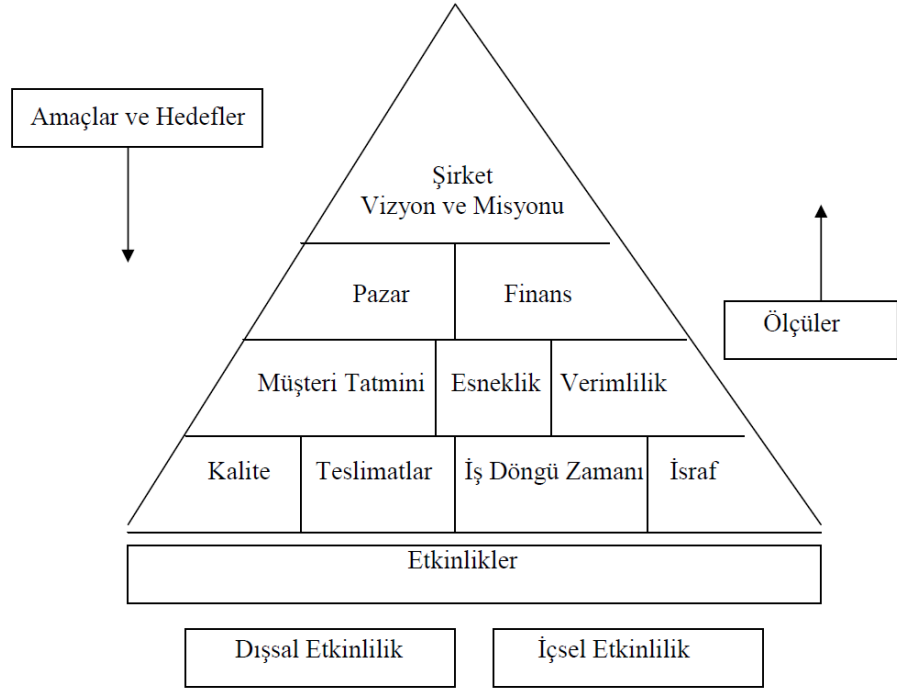 Amaçlar ve Hedefler
Şirket
Vizyon ve Misyonu
Pazar
Finans
Ölçüler
Müşteri Tatmini
Esneklik
Verimlilik
Kalite
Teslimatlar
İş Döngü Zamanı
İsraf
Etkinlikler
Dışsal Etkinlilik
İçsel Etkinlilik